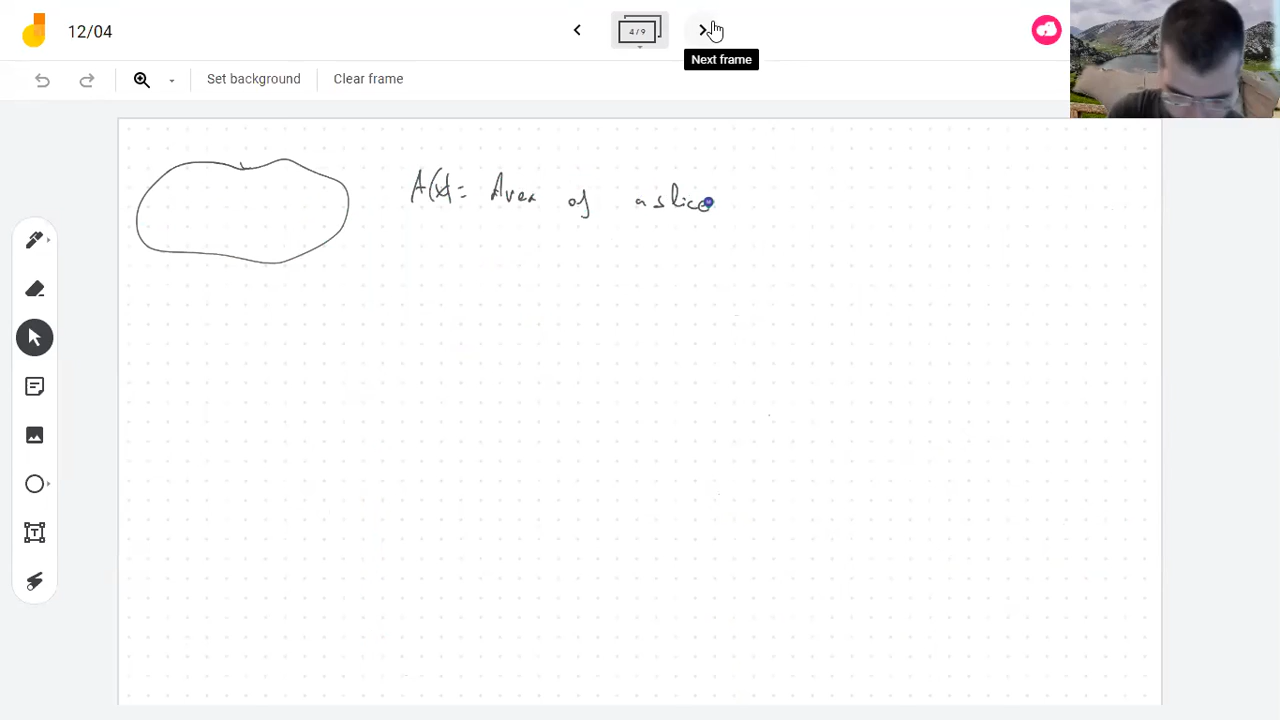 12/04
4 / 9
Next frame
Set background
Clear frame
A(x) = Area of a slice